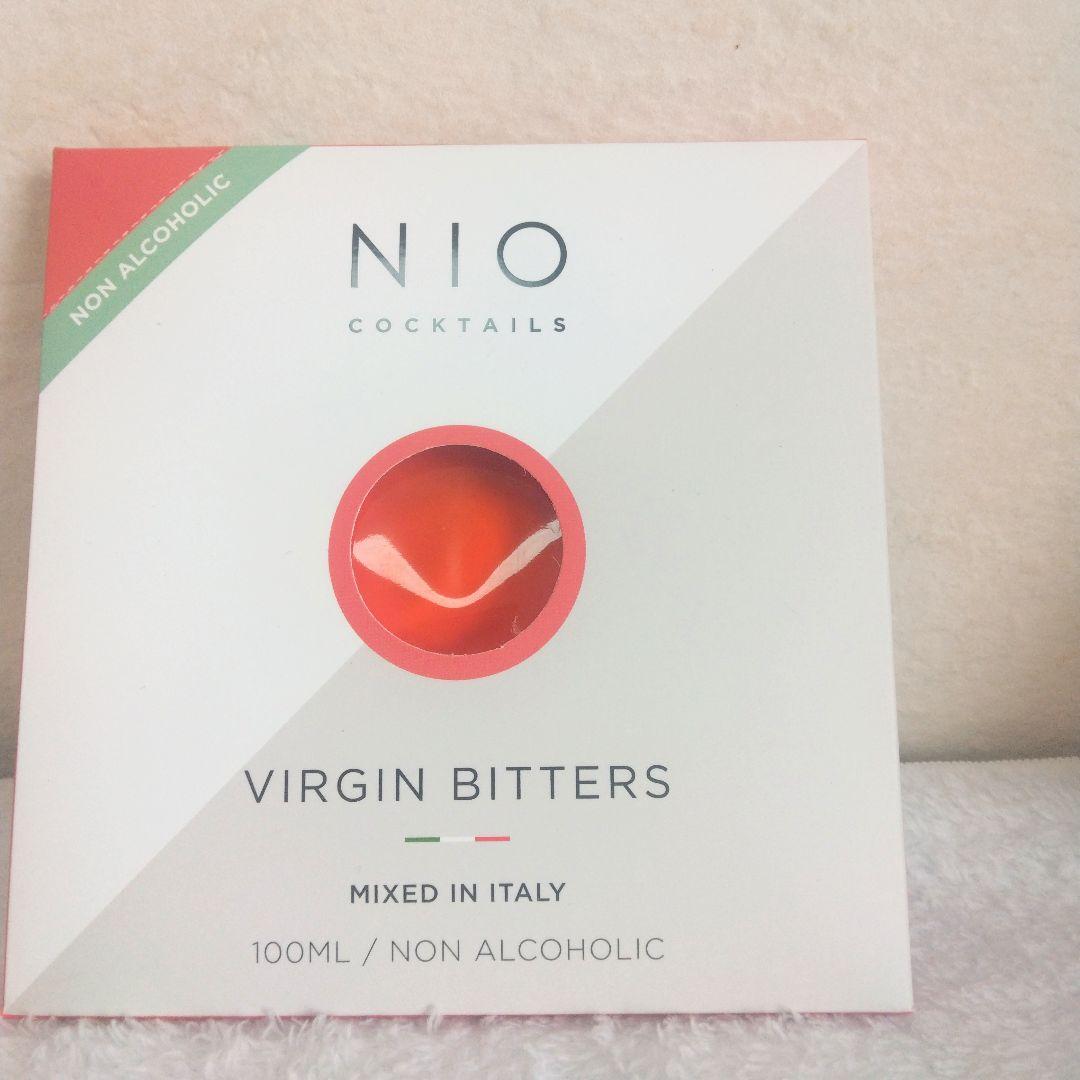 NON ALCOHOLIC
NIO
COCKTAILS
VIRGIN BITTERS
MIXED IN ITALY
100ML / NON ALCOHOLIC